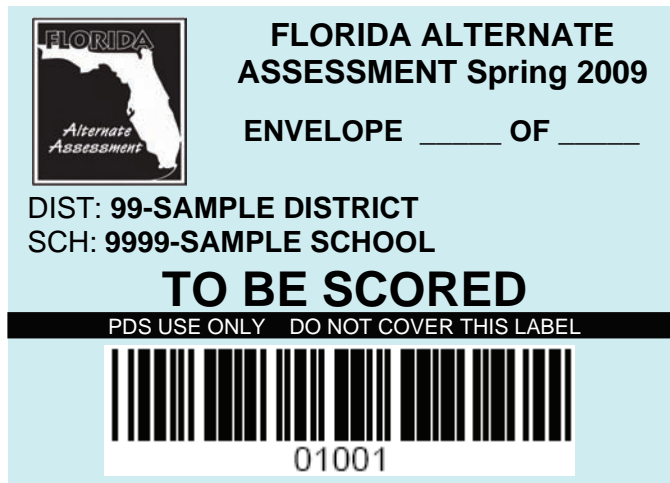 FLORIDA
Alternate
Assessment
FLORIDA ALTERNATE
ASSESSMENT Spring 2009
ENVELOPE _____ OF _____
DIST: 99-SAMPLE DISTRICT
SCH: 9999-SAMPLE SCHOOL
TO BE SCORED
PDS USE ONLY DO NOT COVER THIS LABEL
01001